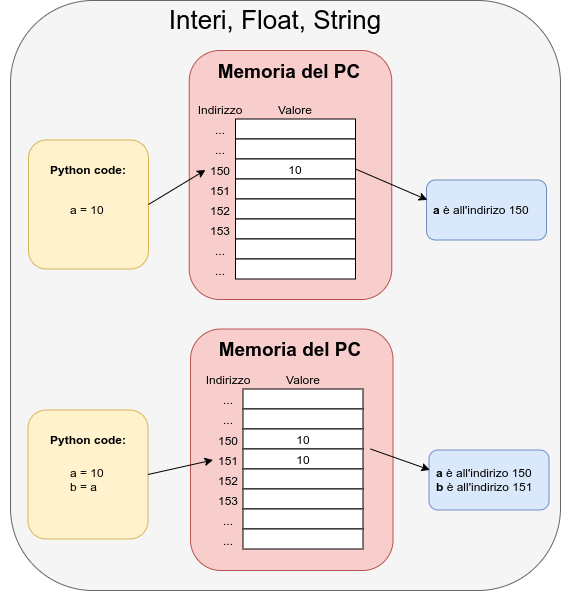 Interi, Float, String
Memoria del PC
Indirizzo Valore
...
...
150 10
151
152
153
...
...
Python code:
a = 10
a è all'indirizo 150
Memoria del PC
Indirizzo Valore
...
...
150 10
151 10
152
153
...
...
Python code:
a = 10
b = a
a è all'indirizo 150
b è all'indirizo 151